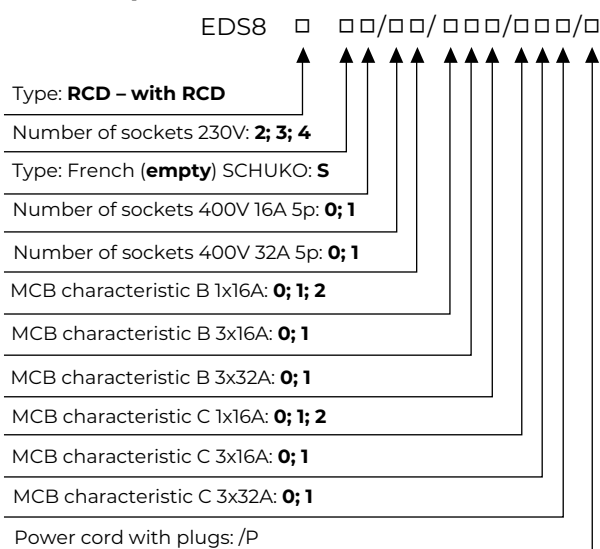 EDS8 □ □□/□□/□□□/□□□/□
Type: RCD – with RCD
Number of sockets 230V: 2; 3; 4
Type: French (empty) SCHUKO: S
Number of sockets 400V 16A 5p: 0; 1
Number of sockets 400V 32A 5p: 0; 1
MCB characteristic B 1x16A: 0; 1; 2
MCB characteristic B 3x16A: 0; 1
MCB characteristic B 3x32A: 0; 1
MCB characteristic C 1x16A: 0; 1; 2
MCB characteristic C 3x16A: 0; 1
MCB characteristic C 3x32A: 0; 1
Power cord with plugs: /P